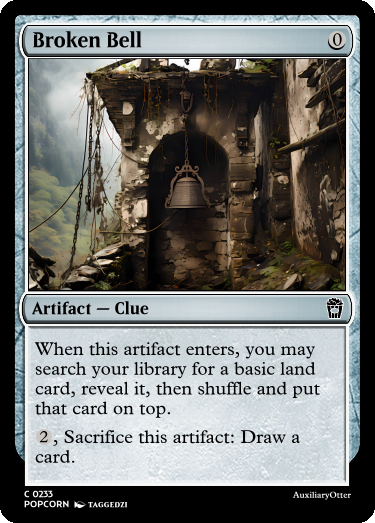 Broken Bell 0
Artifact — Clue
When this artifact enters, you may
search your library for a basic land
card, reveal it, then shuffle and put
that card on top.
2, Sacrifice this artifact: Draw a
card.
C 0233
POPCORN TAGGEDZI
AuxiliaryOtter